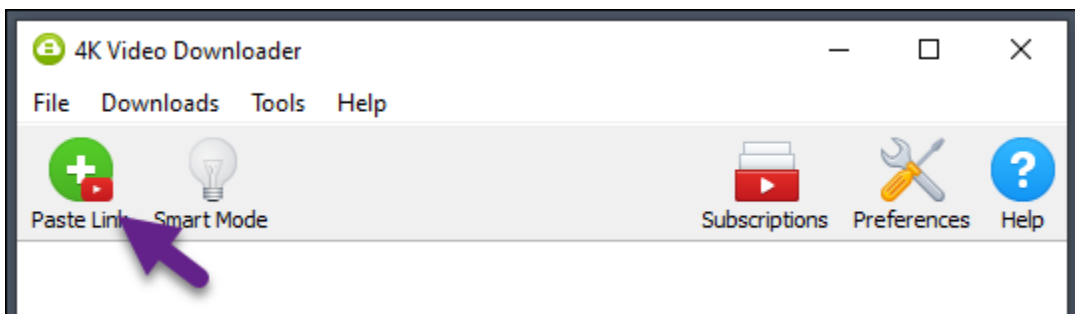 4K Video Downloader
File Downloads Tools Help
Paste Link Smart Mode Subscriptions Preferences Help